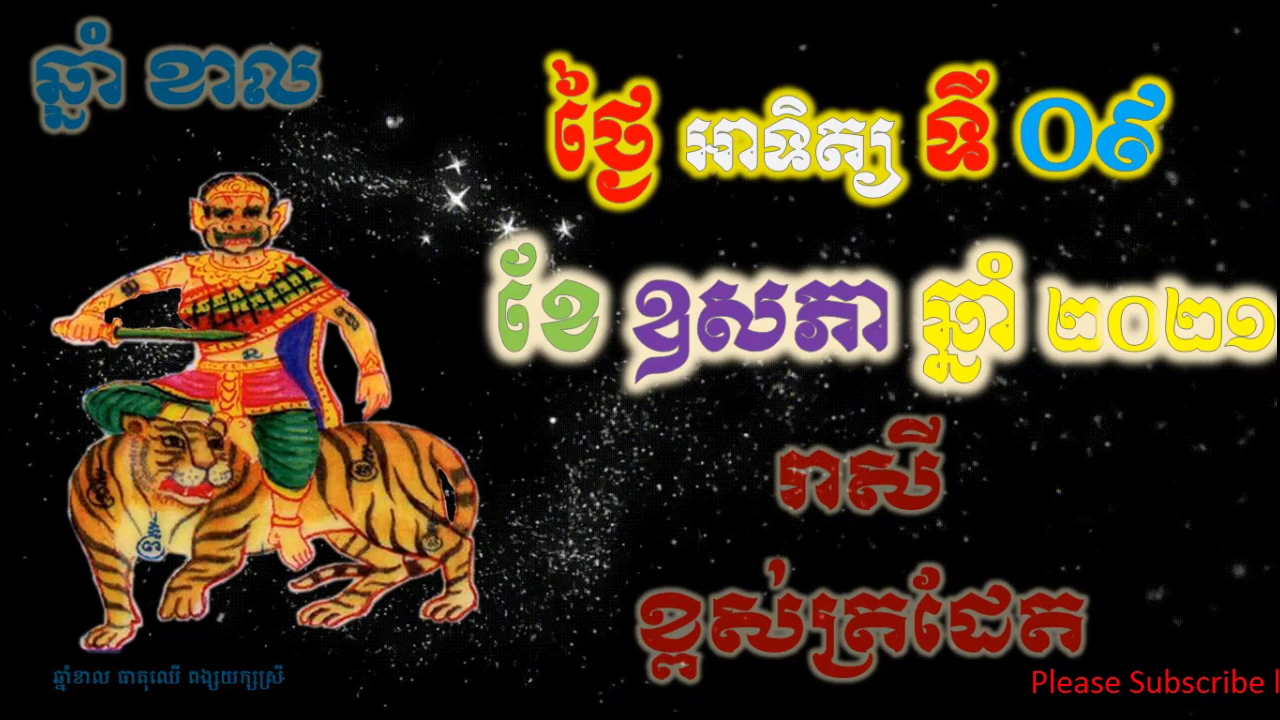 ឆ្នាំ ខាល
ថ្ងៃ អាទិត្យ ទី ០៩
ខែ ឧសភា ឆ្នាំ ២០២១
រាសី
ខ្ពស់ត្រដែត
ឆ្នាំខាល ធាតុឈើ ពង្សយក្សស្រី
Please Subscribe